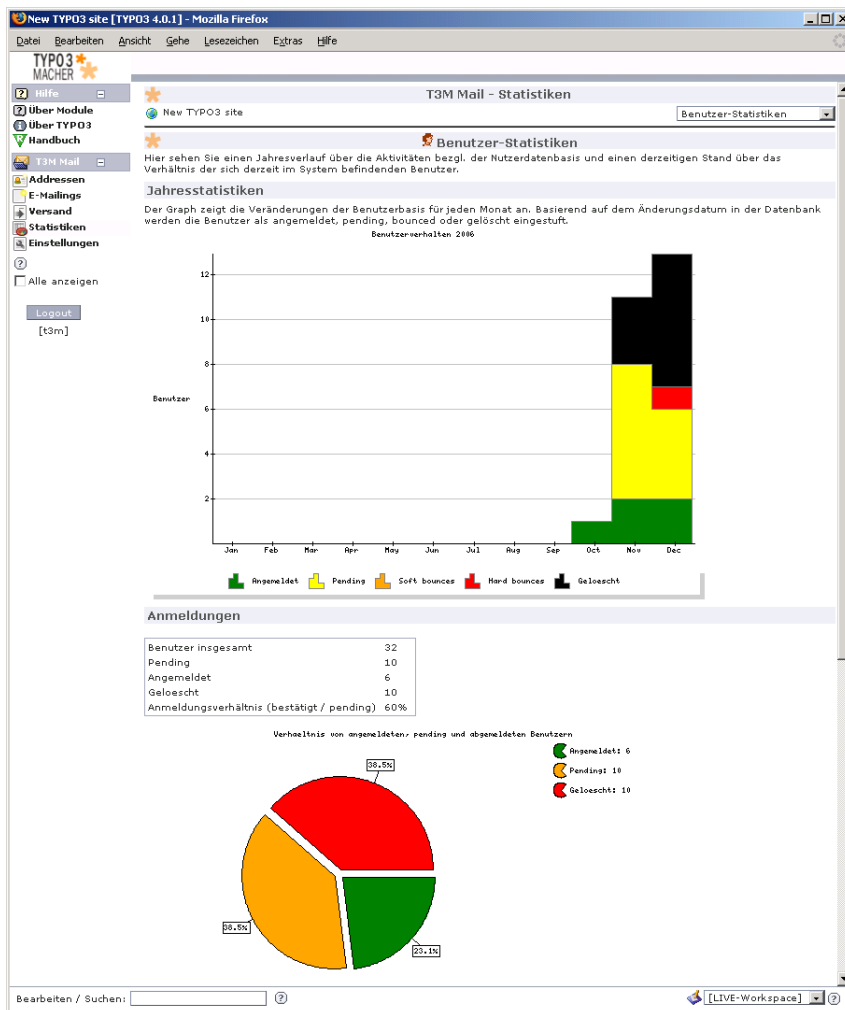 New TYPO3 site [TYPO3 4.0.1] - Mozilla Firefox
Datei Bearbeiten Ansicht Gehe Lesezeichen Extras Hilfe
TYPO3
MACHER
Hilfe
Über Module
Über TYPO3
Handbuch
T3M Mail
Addressen
E-Mailings
Versand
Statistiken
Einstellungen
Alle anzeigen
Logout
[t3m]
T3M Mail - Statistiken
New TYPO3 site
Benutzer-Statistiken
Benutzer-Statistiken
Hier sehen Sie einen Jahresverlauf über die Aktivitäten bezgl. der Nutzerdatenbasis und einen derzeitigen Stand über das
Verhältnis der sich derzeit im System befindenden Benutzer.
Jahresstatistiken
Der Graph zeigt die Veränderungen der Benutzerbasis für jeden Monat an. Basierend auf dem Änderungsdatum in der Datenbank
werden die Benutzer als angemeldet, pending, bounced oder gelöscht eingestuft.
Benutzerverhalten 2006
12
10
8
Benutzer
6
4
2
Jan Feb Mar Apr May Jun Jul Aug Sep Oct Nov Dec
Angemeldet Pending Soft bounces Hard bounces Geloescht
Anmeldungen
Benutzer insgesamt 32
Pending 10
Angemeldet 6
Geloescht 10
Anmeldungsverhältnis (bestätigt / pending) 60%
Verhaeltnis von angemeldeten, pending und abgemeldeten Benutzern
Angemeldet: 6
Pending: 10
Geloescht: 10
38.5%
38.5%
23.1%
Bearbeiten / Suchen:
[LIVE-Workspace]